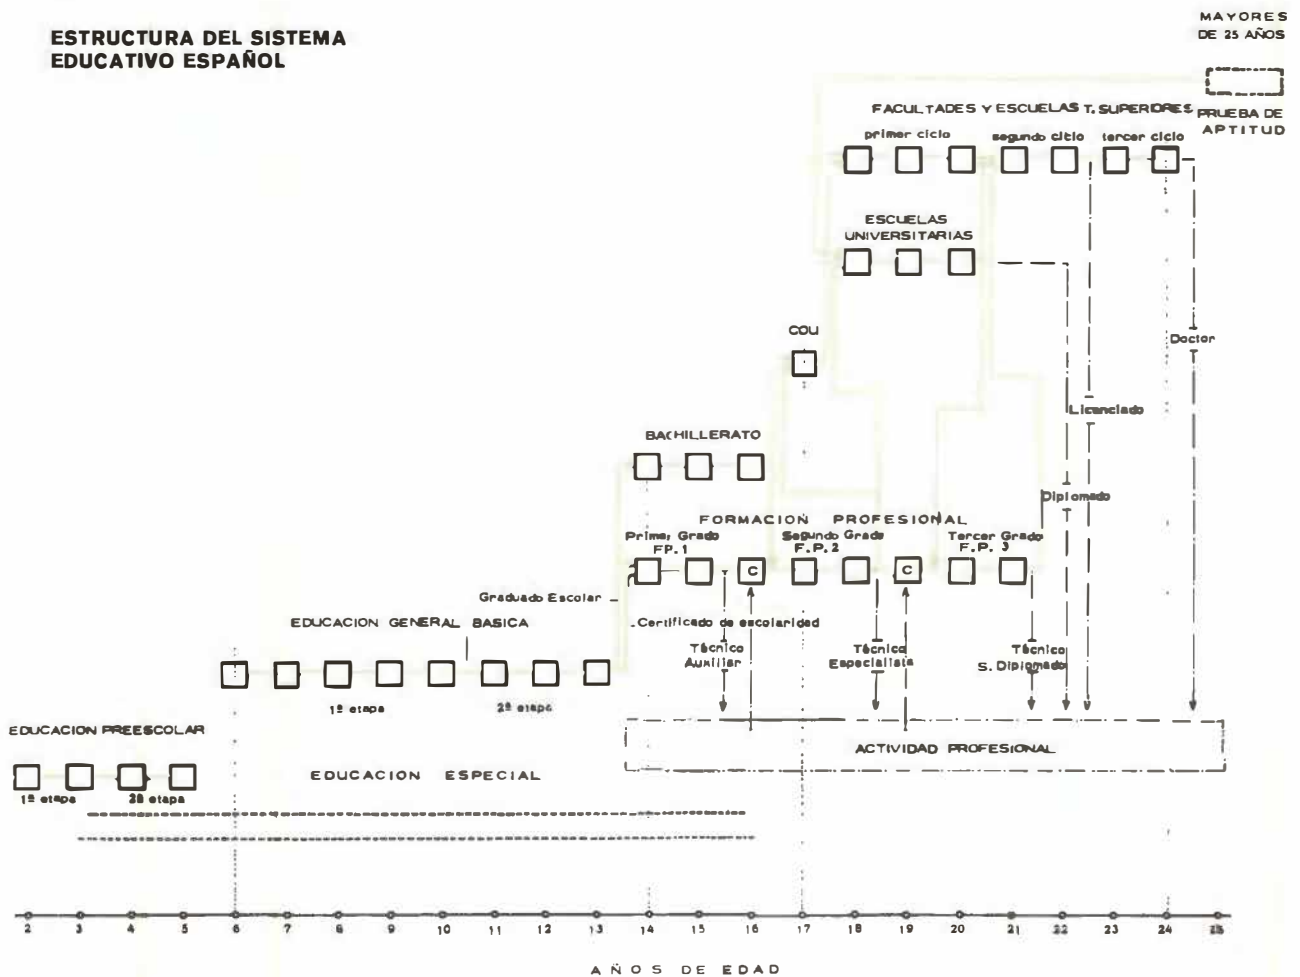 ESTRUCTURA DEL SISTEMA
EDUCATIVO ESPAÑOL
MAYORES
DE 25 AÑOS
PRUEBA DE
APTITUD
FACULTADES Y ESCUELAS T. SUPERIORES
primer ciclo
segundo ciclo
tercer ciclo
ESCUELAS
UNIVERSITARIAS
COU
Doctor
Licenciado
BACHILLERATO
Diplomado
FORMACION PROFESIONAL
Primer Grado
FP.1
Segundo Grado
F.P.2
Tercer Grado
F.P. 3
C
C
Graduado Escolar
Certificado de escolaridad
EDUCACION GENERAL BASICA
Técnico
Auxiliar
Técnico
Especialista
Técnico
S. Diplomado
1ª etapa
2ª etapa
EDUCACION PREESCOLAR
ACTIVIDAD PROFESIONAL
EDUCACION ESPECIAL
1ª etapa
2ª etapa
2 3 4 5 6 7 8 9 10 11 12 13 14 15 16 17 18 19 20 21 22 23 24 25
AÑOS DE EDAD